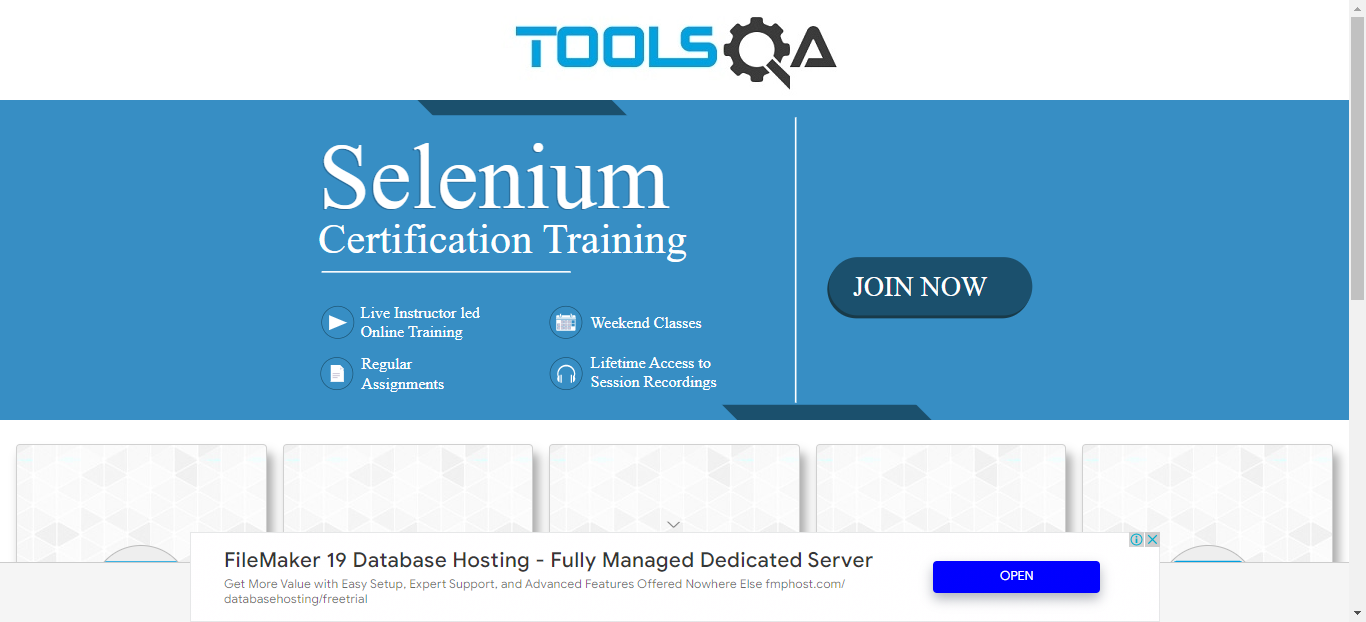 TOOLSQA
Selenium
Certification Training
Live Instructor led
Online Training
Weekend Classes
Regular
Assignments
Lifetime Access to
Session Recordings
JOIN NOW
FileMaker 19 Database Hosting - Fully Managed Dedicated Server
Get More Value with Easy Setup, Expert Support, and Advanced Features Offered Nowhere Else fmphost.com/
databasehosting/freetrial
OPEN